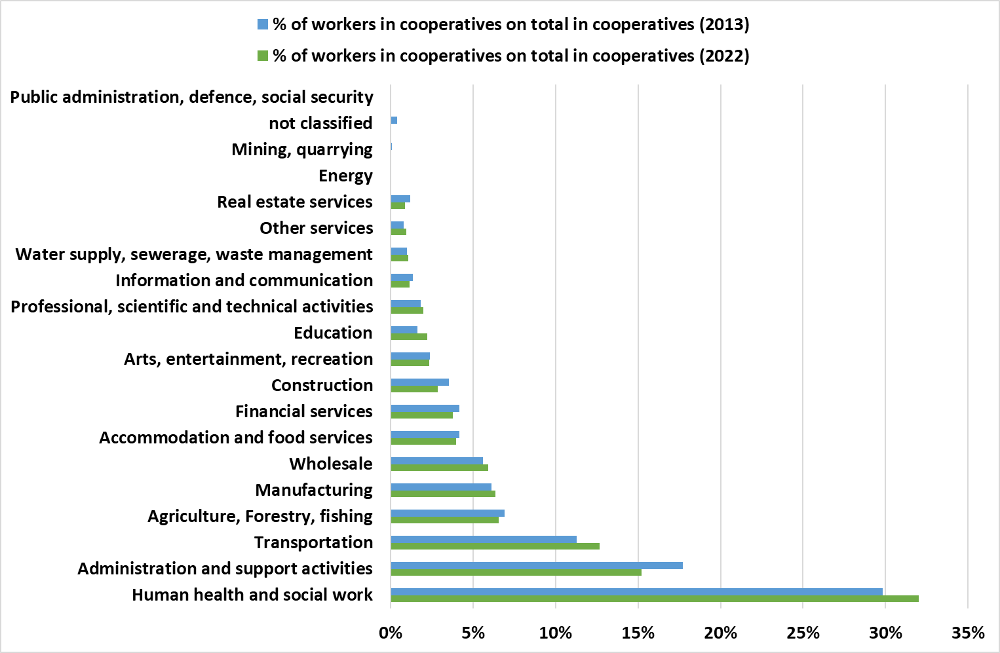 % of workers in cooperatives on total in cooperatives (2013)
% of workers in cooperatives on total in cooperatives (2022)
Public administration, defence, social security
not classified
Mining, quarrying
Energy
Real estate services
Other services
Water supply, sewerage, waste management
Information and communication
Professional, scientific and technical activities
Education
Arts, entertainment, recreation
Construction
Financial services
Accommodation and food services
Wholesale
Manufacturing
Agriculture, Forestry, fishing
Transportation
Administration and support activities
Human health and social work
0% 5% 10% 15% 20% 25% 30% 35%